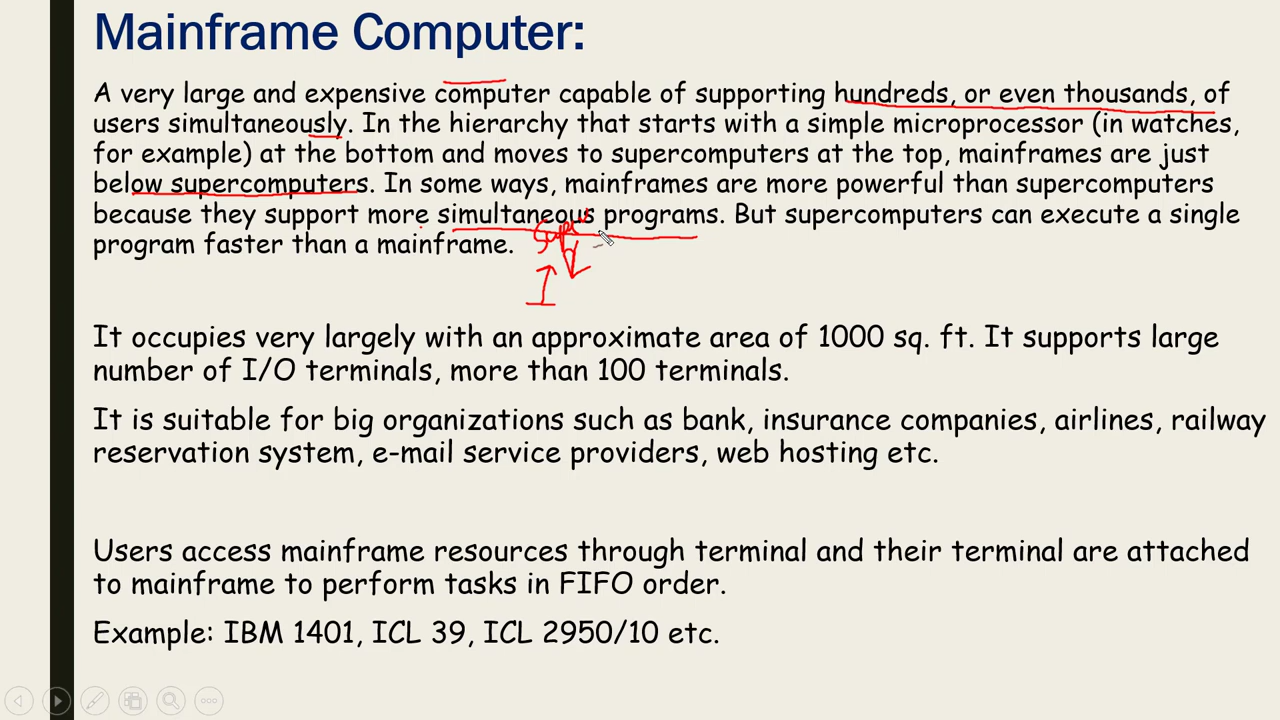 Mainframe Computer:
A very large and expensive computer capable of supporting hundreds, or even thousands, of
users simultaneously. In the hierarchy that starts with a simple microprocessor (in watches,
for example) at the bottom and moves to supercomputers at the top, mainframes are just
below supercomputers. In some ways, mainframes are more powerful than supercomputers
because they support more simultaneous programs. But supercomputers can execute a single
program faster than a mainframe.
Super
It occupies very largely with an approximate area of 1000 sq. ft. It supports large
number of I/O terminals, more than 100 terminals.
It is suitable for big organizations such as bank, insurance companies, airlines, railway
reservation system, e-mail service providers, web hosting etc.
Users access mainframe resources through terminal and their terminal are attached
to mainframe to perform tasks in FIFO order.
Example: IBM 1401, ICL 39, ICL 2950/10 etc.